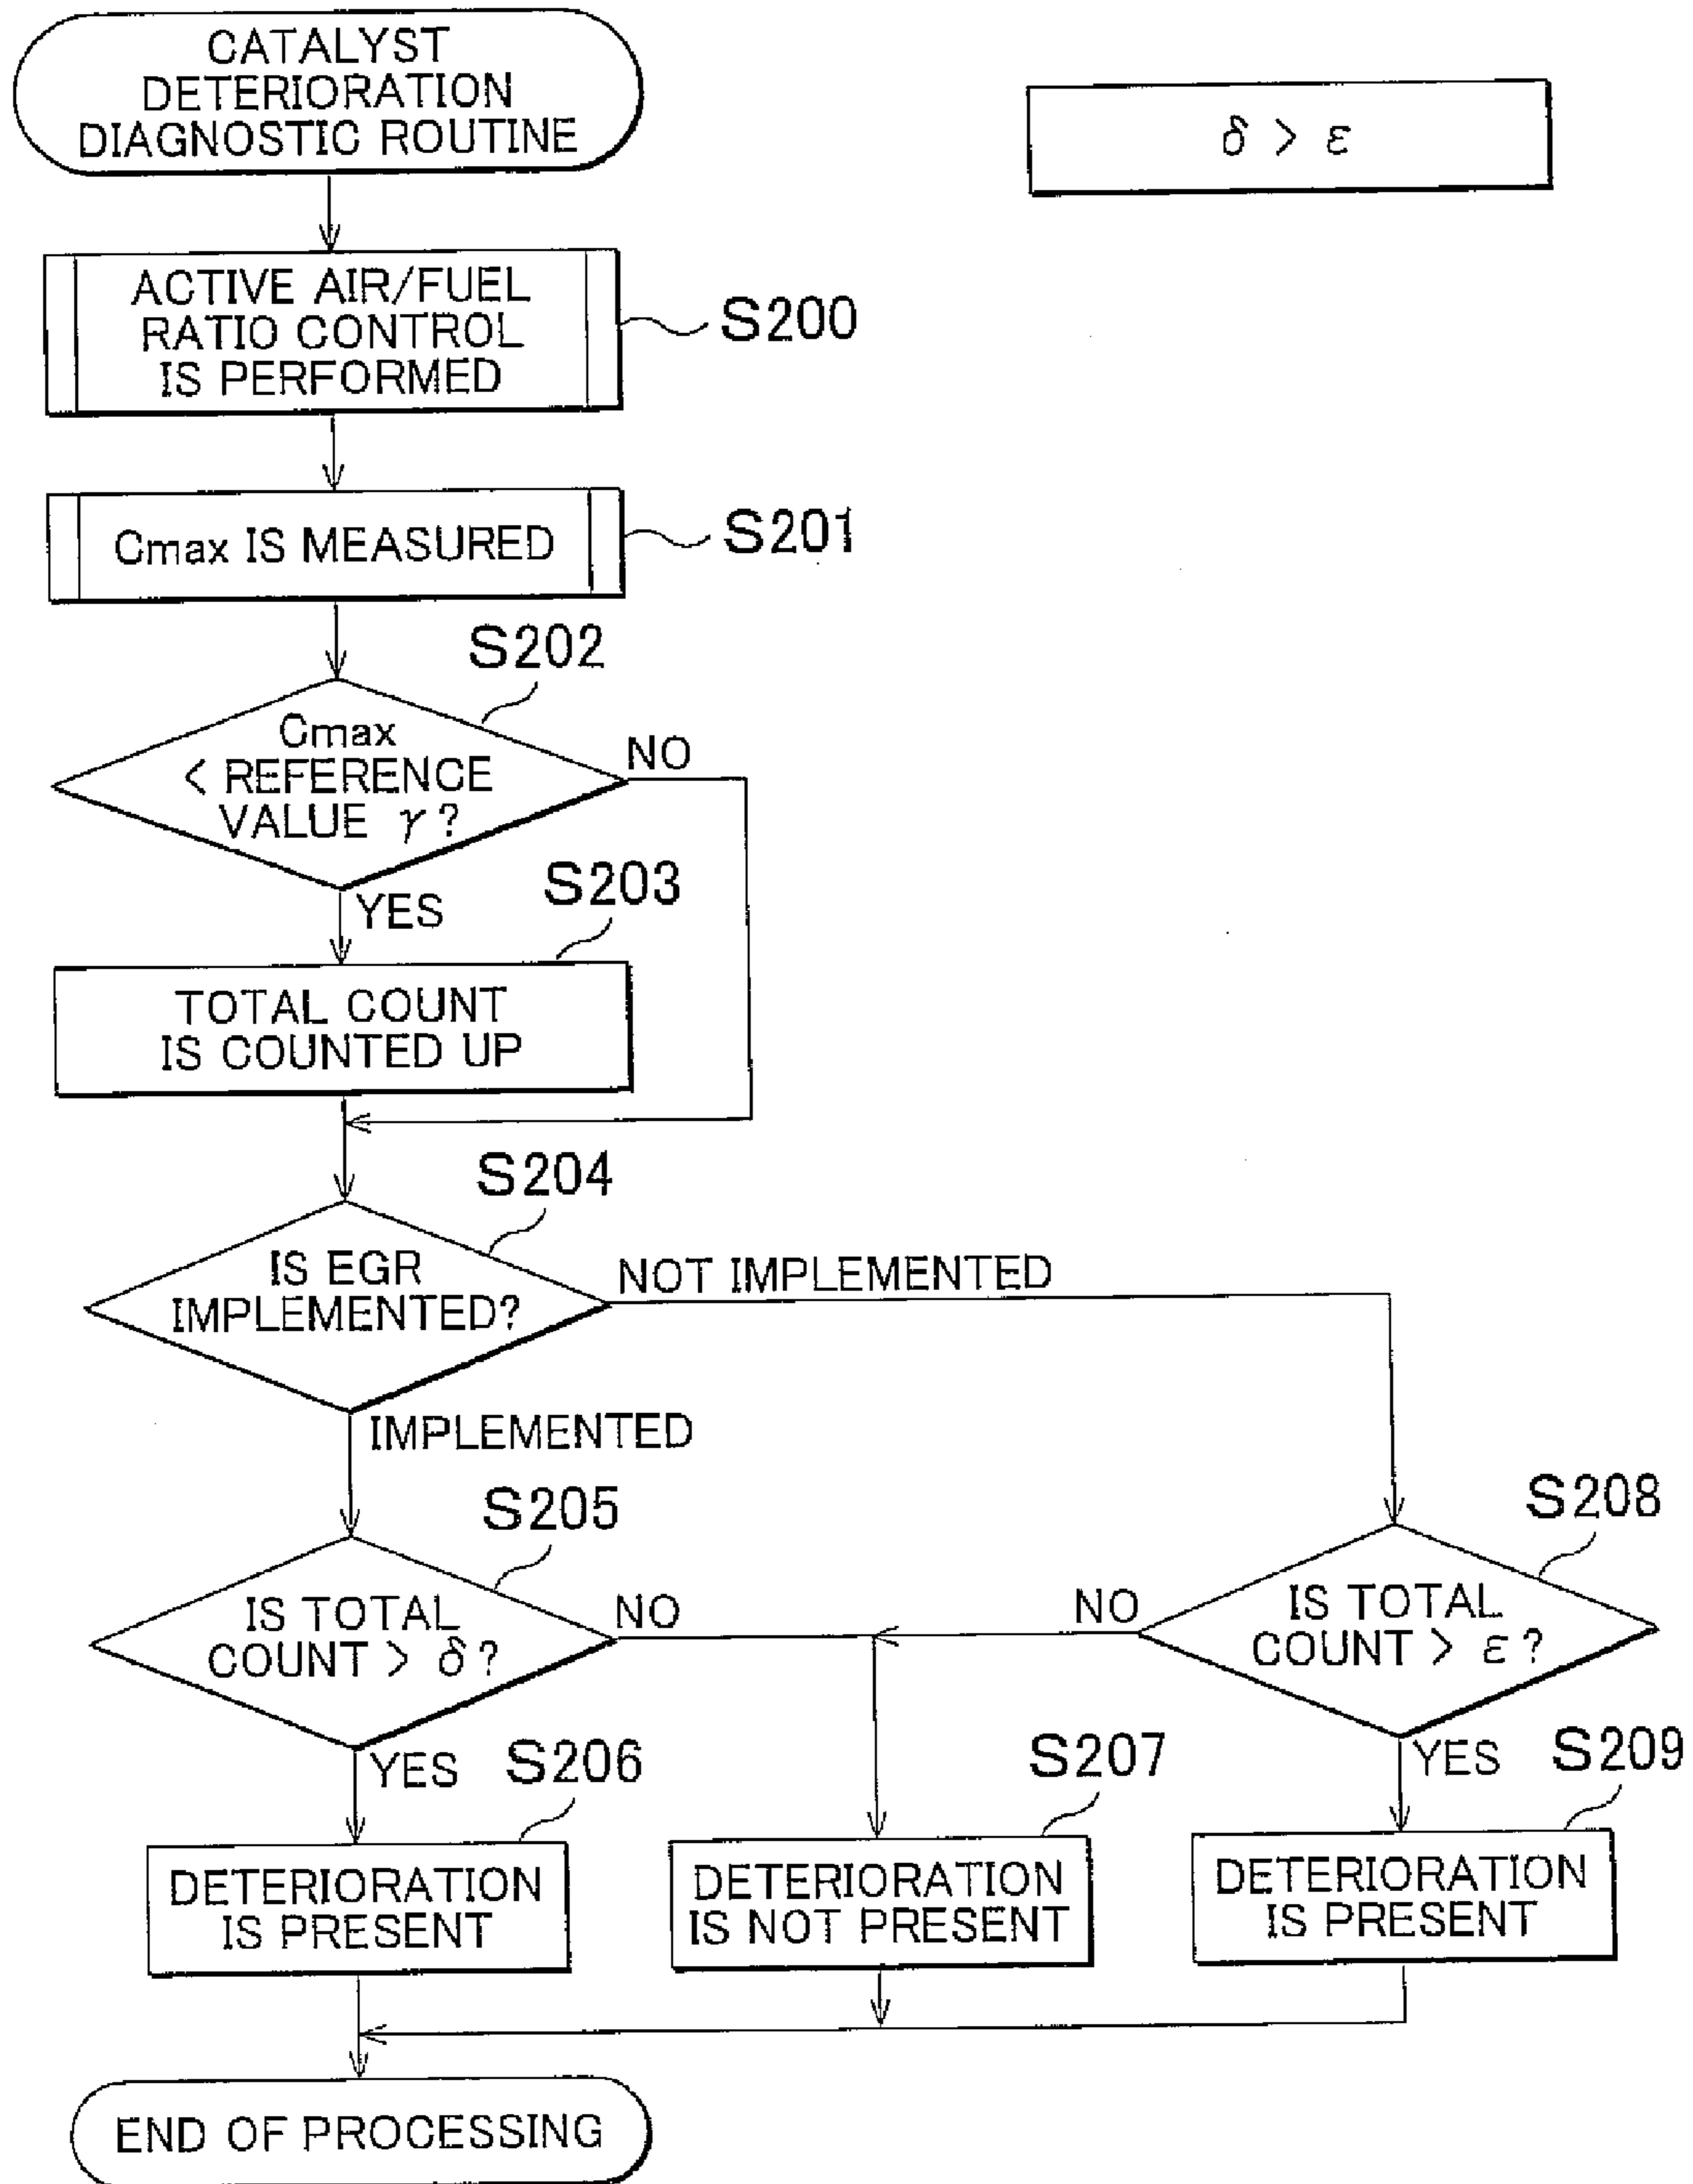 CATALYST
DETERIORATION
DIAGNOSTIC ROUTINE
δ > ε
ACTIVE AIR/FUEL
RATIO CONTROL
IS PERFORMED
S200
Cmax IS MEASURED
S201
S202
Cmax
< REFERENCE
VALUE γ?
NO
YES
S203
TOTAL COUNT
IS COUNTED UP
S204
IS EGR
IMPLEMENTED?
NOT IMPLEMENTED
IMPLEMENTED
S205
IS TOTAL
COUNT > δ?
NO
YES
S208
IS TOTAL
COUNT > ε?
NO
YES
S206
DETERIORATION
IS PRESENT
S207
DETERIORATION
IS NOT PRESENT
S209
DETERIORATION
IS PRESENT
END OF PROCESSING